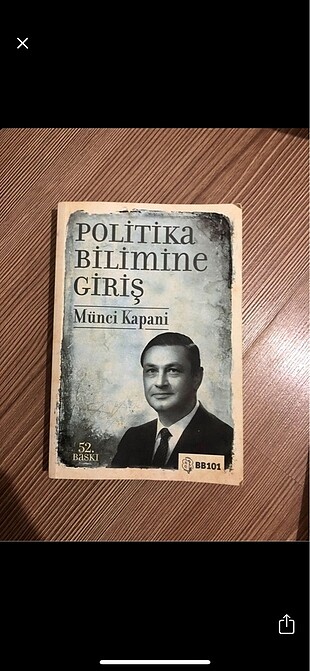 POLİTİKA
BİLİMİNE
GİRİŞ
Münci Kapani
52.
BASKI
BB101